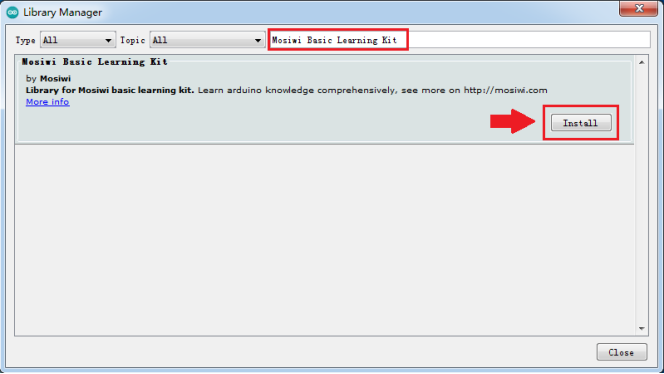 Library Manager
Type All Topic All Mosiwi Basic Learning Kit
Mosiwi Basic Learning Kit
by Mosiwi
Library for Mosiwi basic learning kit. Learn arduino knowledge comprehensively, see more on http://mosiwi.com
More info
Install
Close